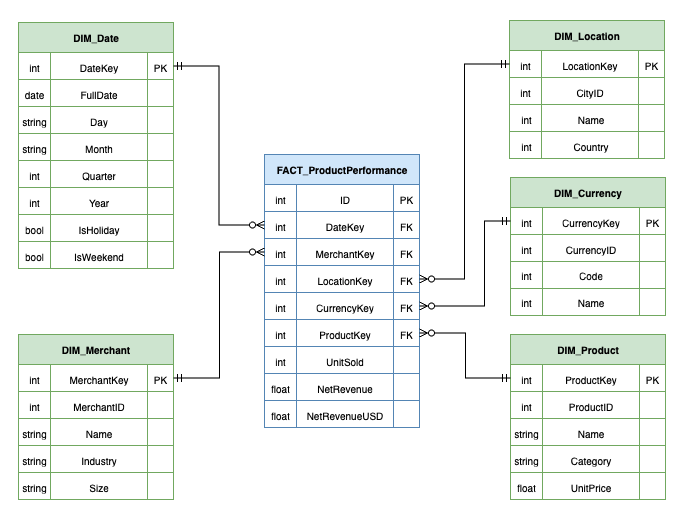 DIM_Date
int DateKey PK
date FullDate
string Day
string Month
int Quarter
int Year
bool IsHoliday
bool IsWeekend
DIM_Merchant
int MerchantKey PK
int MerchantID
string Name
string Industry
string Size
FACT_ProductPerformance
int ID PK
int DateKey FK
int MerchantKey FK
int LocationKey FK
int CurrencyKey FK
int ProductKey FK
int UnitSold
float NetRevenue
float NetRevenueUSD
DIM_Location
int LocationKey PK
int CityID
int Name
int Country
DIM_Currency
int CurrencyKey PK
int CurrencyID
int Code
int Name
DIM_Product
int ProductKey PK
int ProductID
string Name
string Category
float UnitPrice